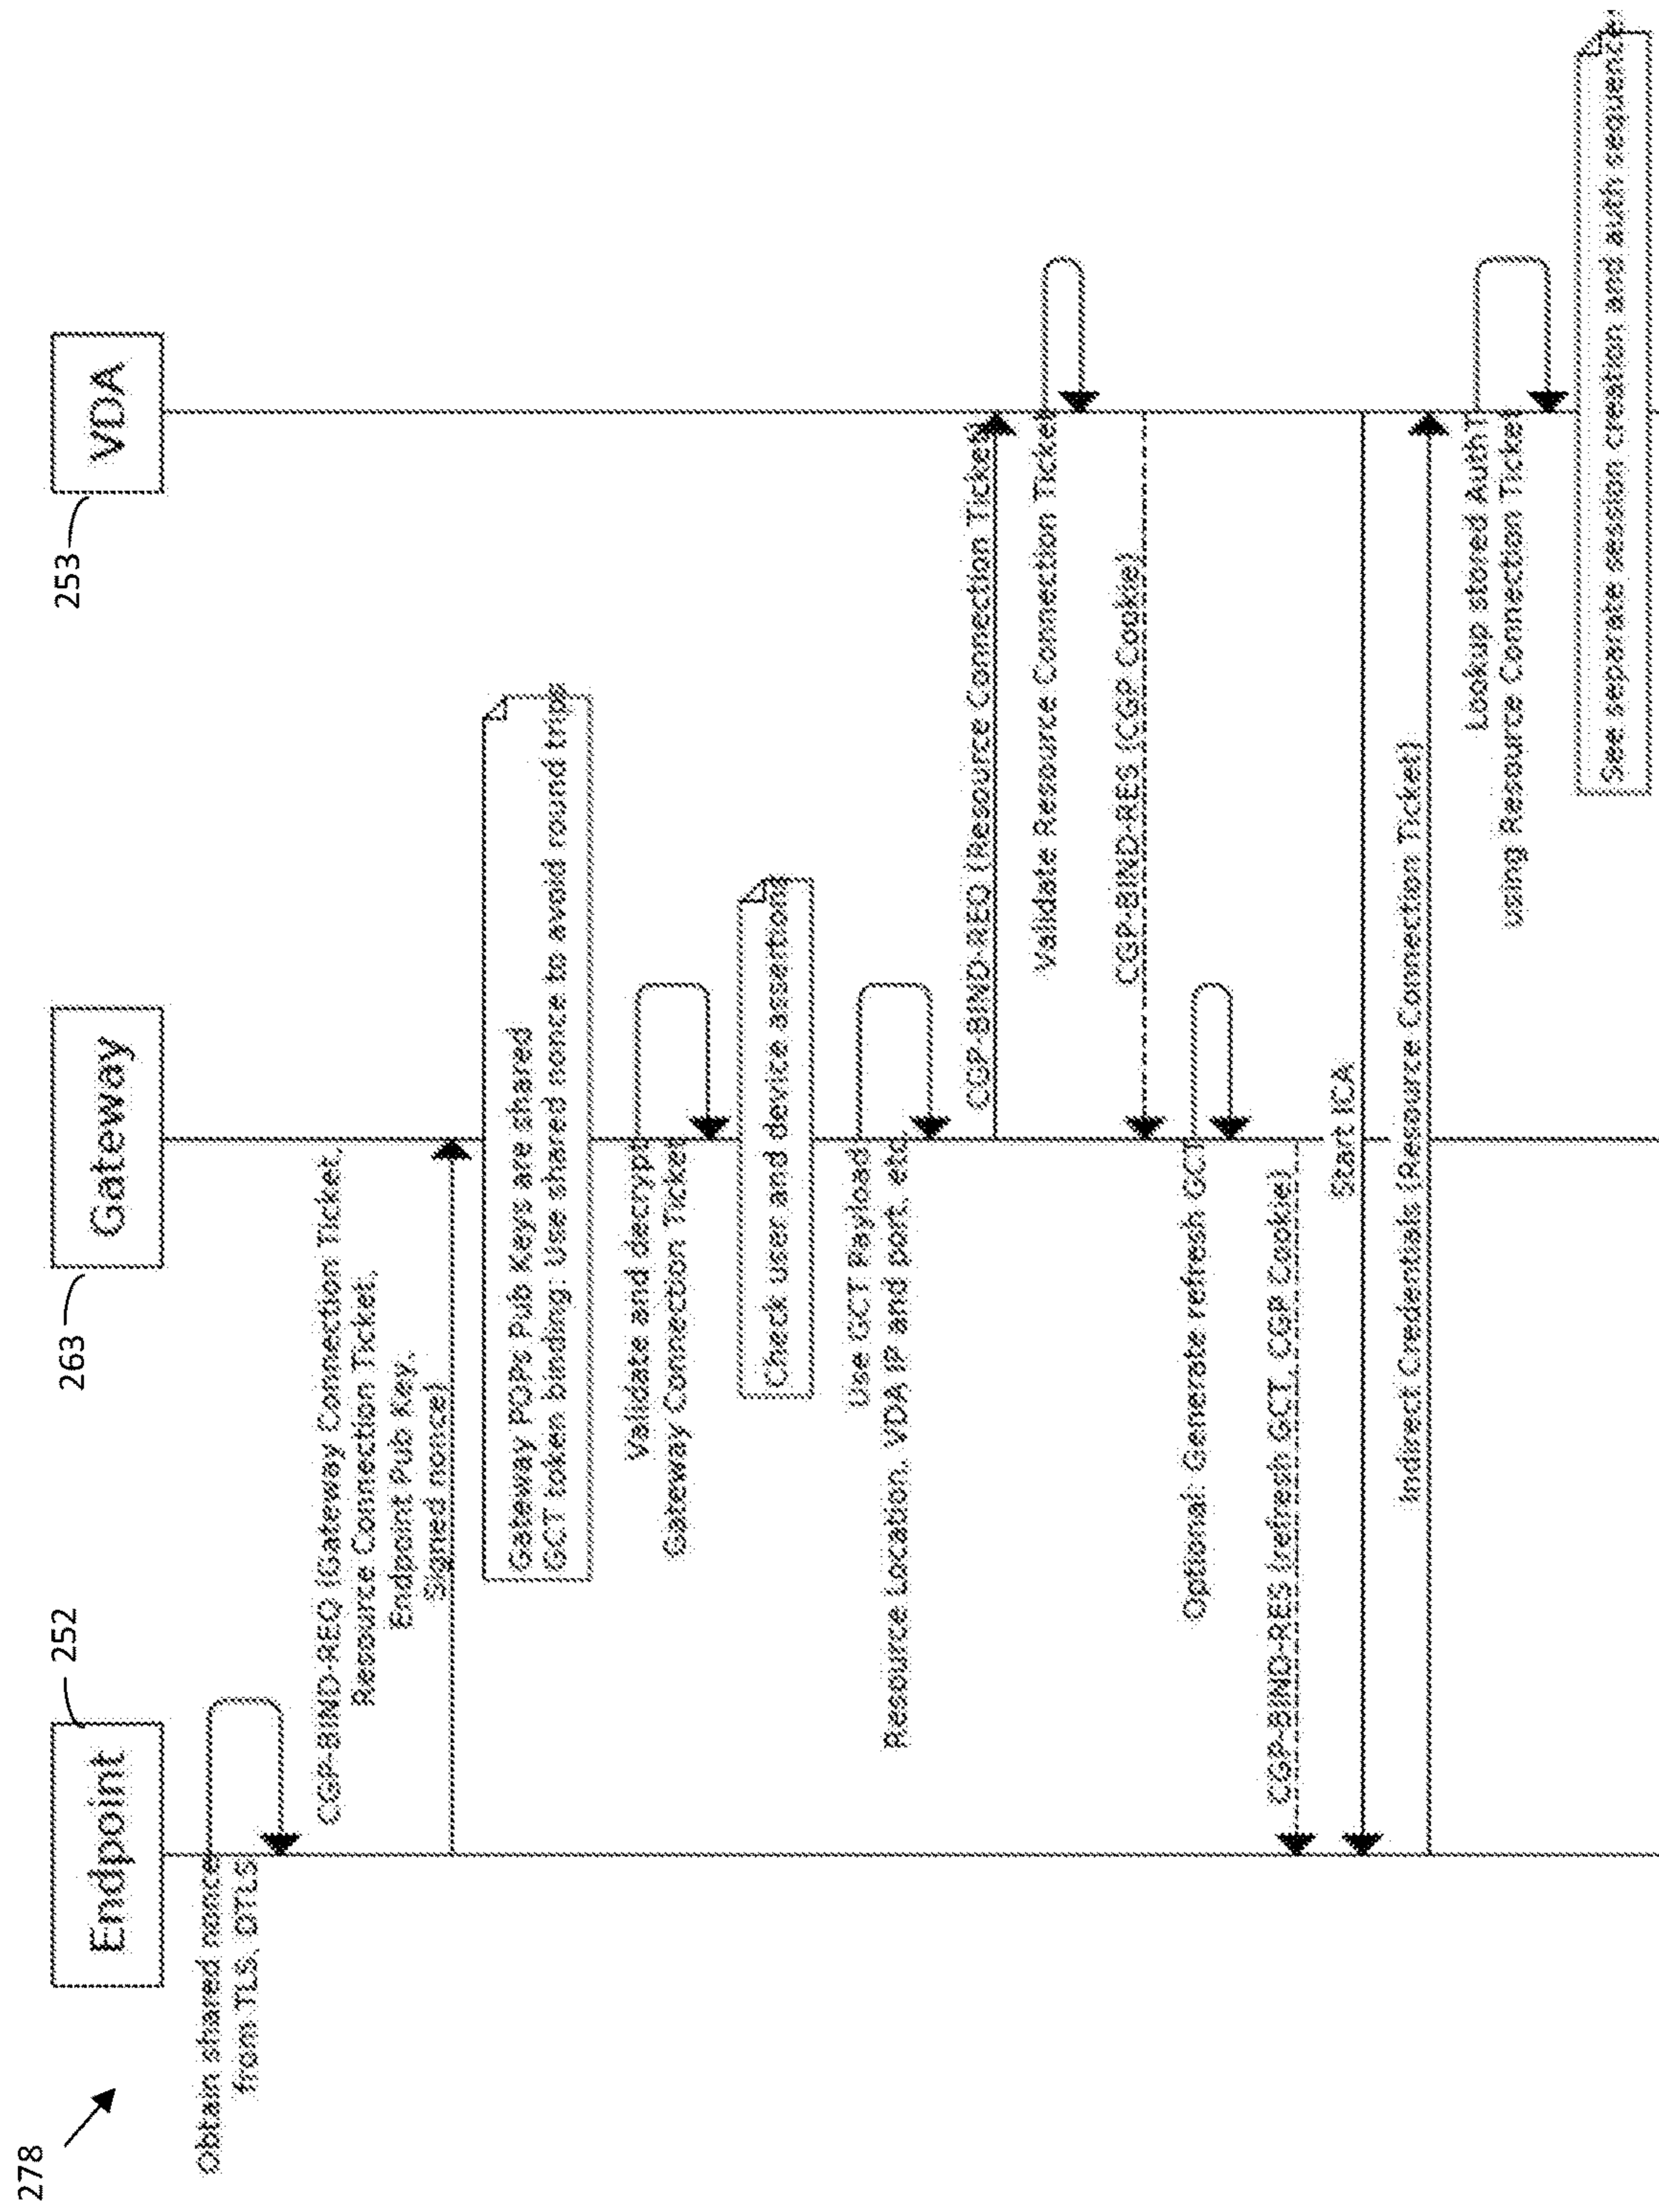 278
Endpoint
252
Gateway
263
VDA
253
Obtain shared nonce
from TLS, DTLS
CGP-BIND-REQ (Gateway Connection Ticket,
Resource Connection Ticket,
Endpoint Pub Key,
Signed nonce)
Gateway POPs Pub Keys are shared
GCT token binding: Use shared nonce to avoid round trips
Validate and decrypt
Gateway Connection Ticket
Check user and device assertions
Use GCT Payload
Resource Location, VDA IP and port, etc
CGP-BIND-REQ (Resource Connection Ticket)
Validate Resource Connection Ticket
CGP-BIND-RES (CGP Cookie)
Optional: Generate refresh GCT
CGP-BIND-RES (refresh GCT, CGP Cookie)
Start ICA
Indirect Credentials (Resource Connection Ticket)
Lookup stored AuthT
using Resource Connection Ticket
See separate session creation and auth sequence